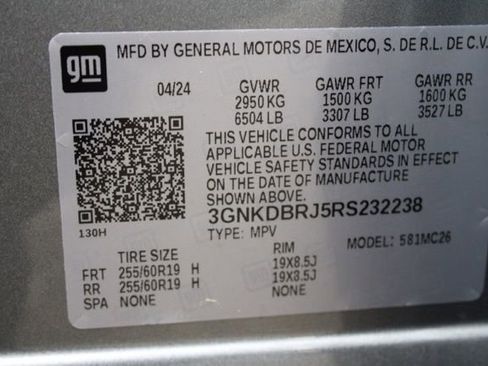 gm
MFD BY GENERAL MOTORS DE MEXICO, S. DE R.L. DE C.V.
04/24 GVWR GAWR FRT GAWR RR
2950 KG 1500 KG 1600 KG
6504 LB 3307 LB 3527 LB
THIS VEHICLE CONFORMS TO ALL
APPLICABLE U.S. FEDERAL MOTOR
VEHICLE SAFETY STANDARDS IN EFFECT
ON THE DATE OF MANUFACTURE
SHOWN ABOVE.
3GNKDBRJ5RS232238
130H
TYPE: MPV MODEL: 581MC26
TIRE SIZE RIM
FRT 255/60R19 H 19X8.5J
RR 255/60R19 H 19X8.5J
SPA NONE NONE